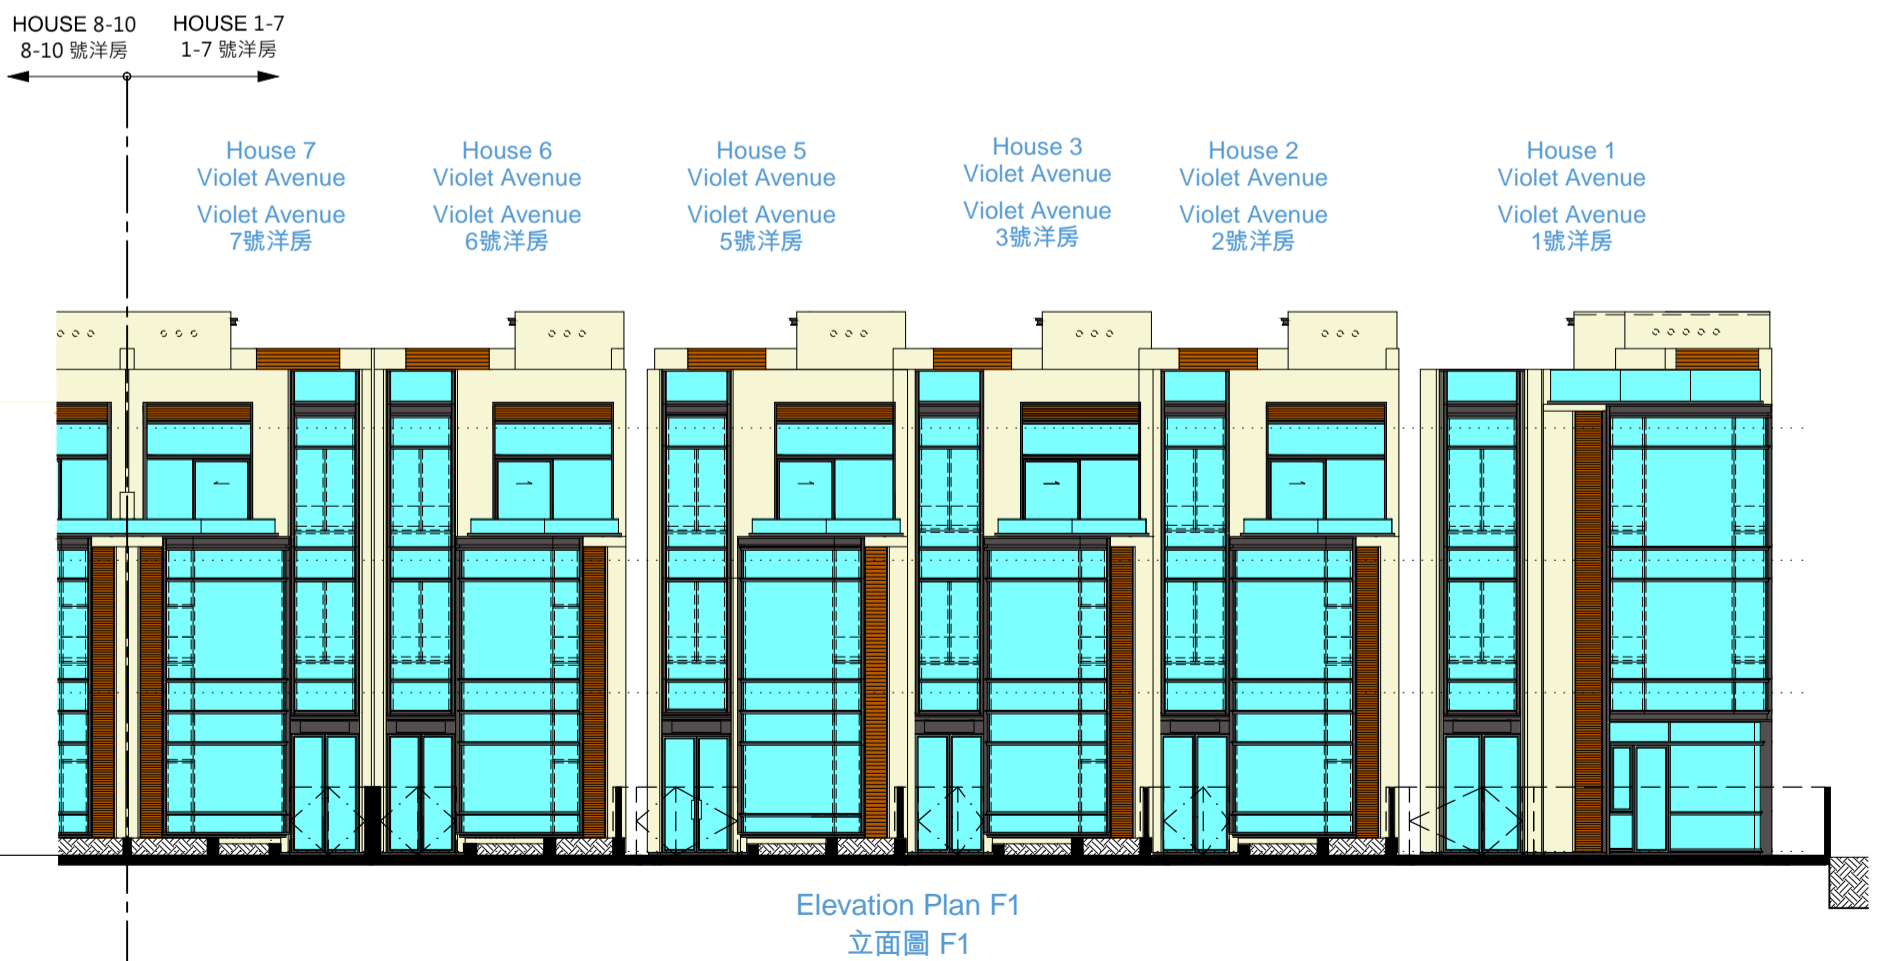 HOUSE 8-10
8-10 號洋房
HOUSE 1-7
1-7 號洋房
House 7
Violet Avenue
Violet Avenue
7號洋房
House 6
Violet Avenue
Violet Avenue
6號洋房
House 5
Violet Avenue
Violet Avenue
5號洋房
House 3
Violet Avenue
Violet Avenue
3號洋房
House 2
Violet Avenue
Violet Avenue
2號洋房
House 1
Violet Avenue
Violet Avenue
1號洋房
Elevation Plan F1
立面圖 F1